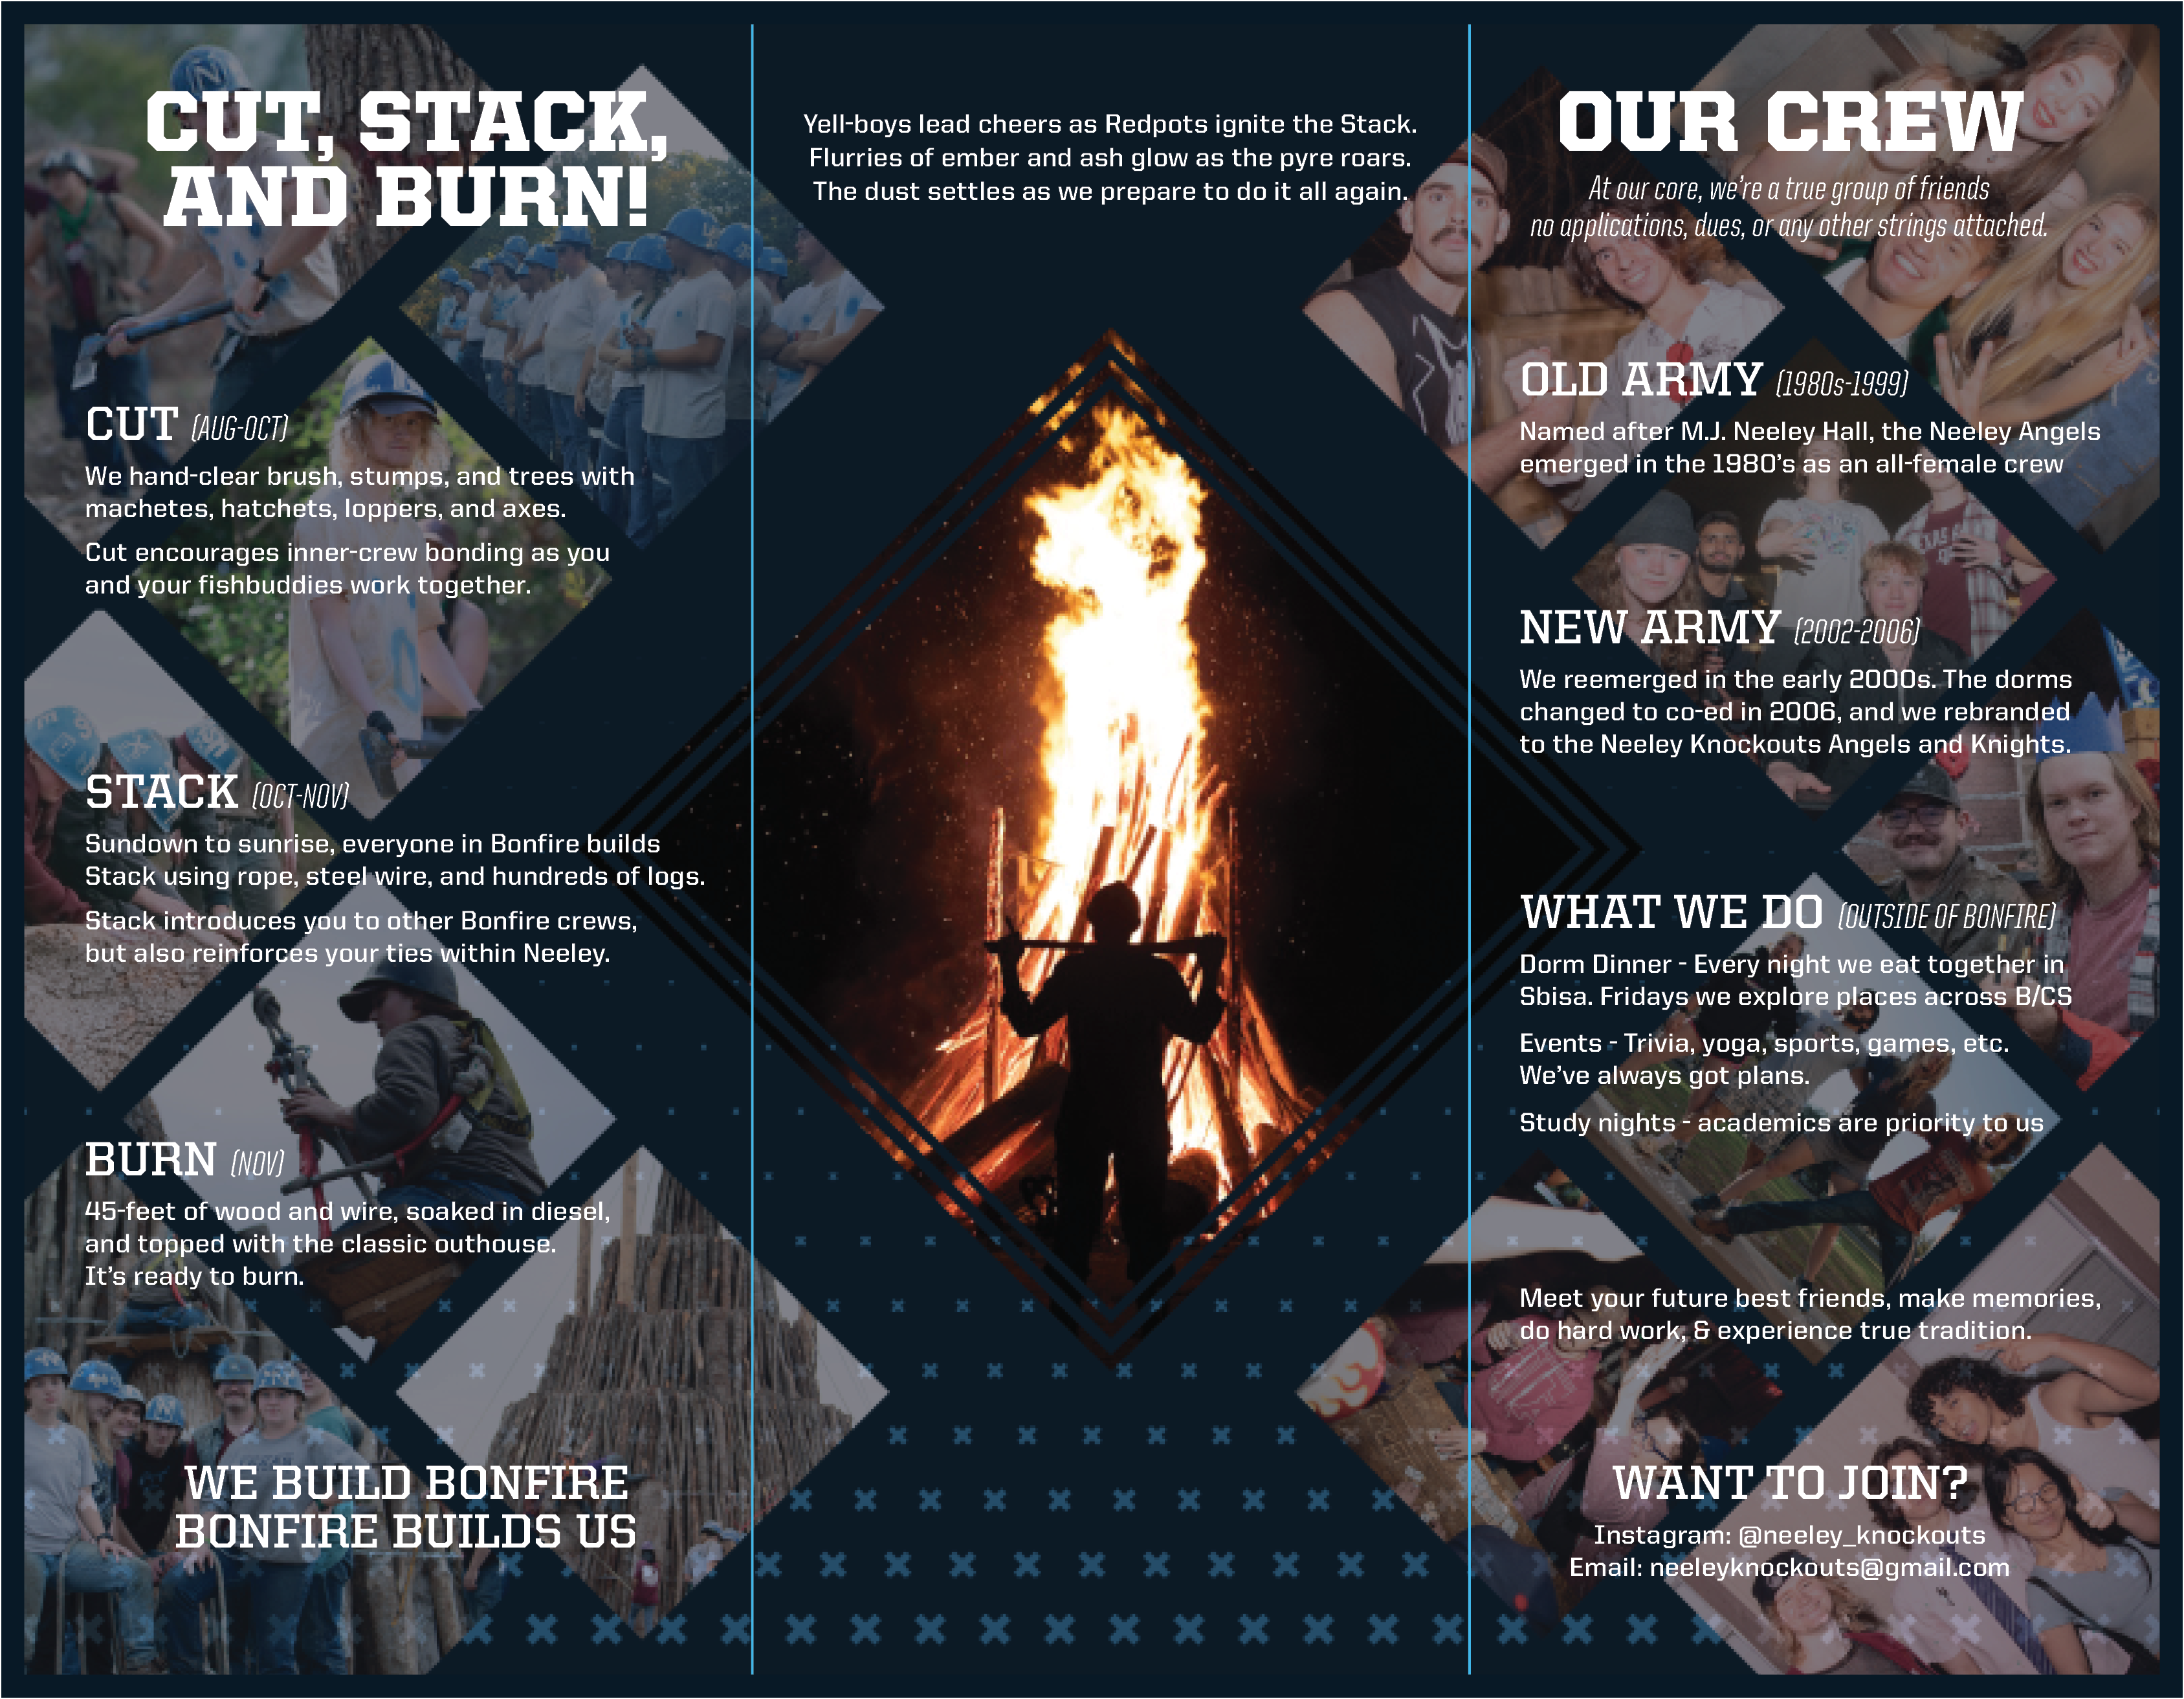 CUT, STACK,
AND BURN!
CUT (AUG-OCT)
We hand-clear brush, stumps, and trees with
machetes, hatchets, loppers, and axes.
Cut encourages inner-crew bonding as you
and your fishbuddies work together.
STACK (OCT-NOV)
Sundown to sunrise, everyone in Bonfire builds
Stack using rope, steel wire, and hundreds of logs.
Stack introduces you to other Bonfire crews,
but also reinforces your ties within Neeley.
BURN (NOV)
45-feet of wood and wire, soaked in diesel,
and topped with the classic outhouse.
It's ready to burn.
WE BUILD BONFIRE
BONFIRE BUILDS US
Yell-boys lead cheers as Redpots ignite the Stack.
Flurries of ember and ash glow as the pyre roars.
The dust settles as we prepare to do it all again.
OUR CREW
At our core, we're a true group of friends
no applications, dues, or any other strings attached.
OLD ARMY (1980s-1999)
Named after M.J. Neeley Hall, the Neeley Angels
emerged in the 1980's as an all-female crew
NEW ARMY (2002-2006)
We reemerged in the early 2000s. The dorms
changed to co-ed in 2006, and we rebranded
to the Neeley Knockouts Angels and Knights.
WHAT WE DO (OUTSIDE OF BONFIRE)
Dorm Dinner - Every night we eat together in
Sbisa. Fridays we explore places across B/CS
Events - Trivia, yoga, sports, games, etc.
We've always got plans.
Study nights - academics are priority to us
Meet your future best friends, make memories,
do hard work, & experience true tradition.
WANT TO JOIN?
Instagram: @neeley_knockouts
Email: neeleyknockouts@gmail.com